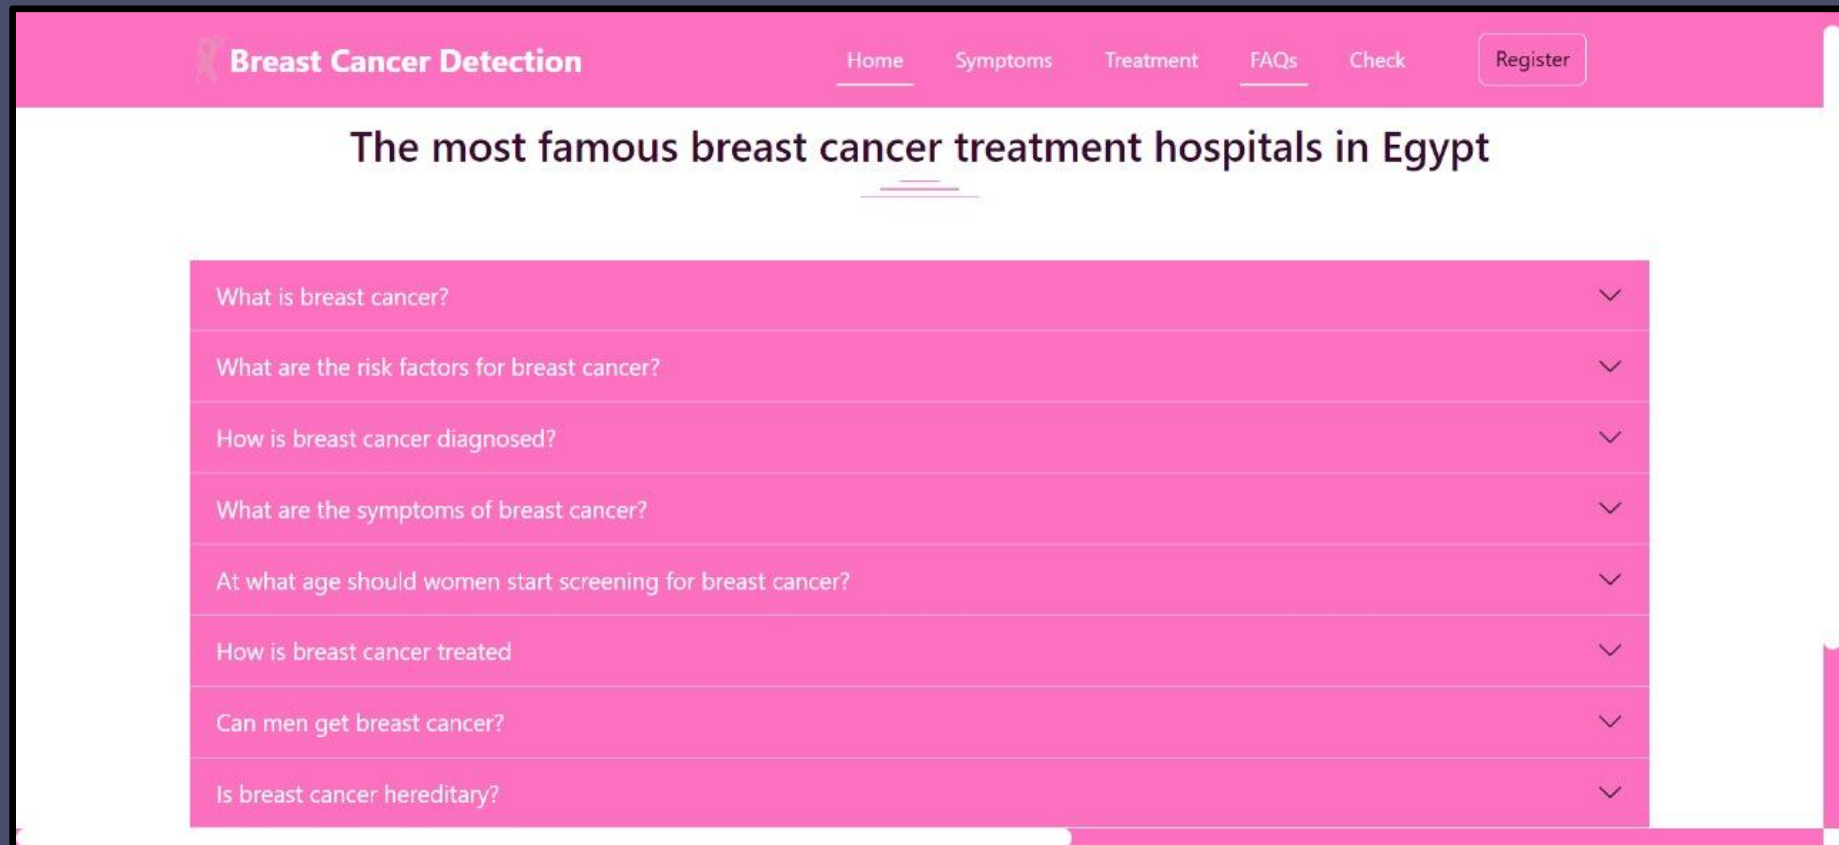 Breast Cancer Detection
Home Symptoms Treatment FAQs Check Register
The most famous breast cancer treatment hospitals in Egypt
What is breast cancer?
What are the risk factors for breast cancer?
How is breast cancer diagnosed?
What are the symptoms of breast cancer?
At what age should women start screening for breast cancer?
How is breast cancer treated
Can men get breast cancer?
Is breast cancer hereditary?